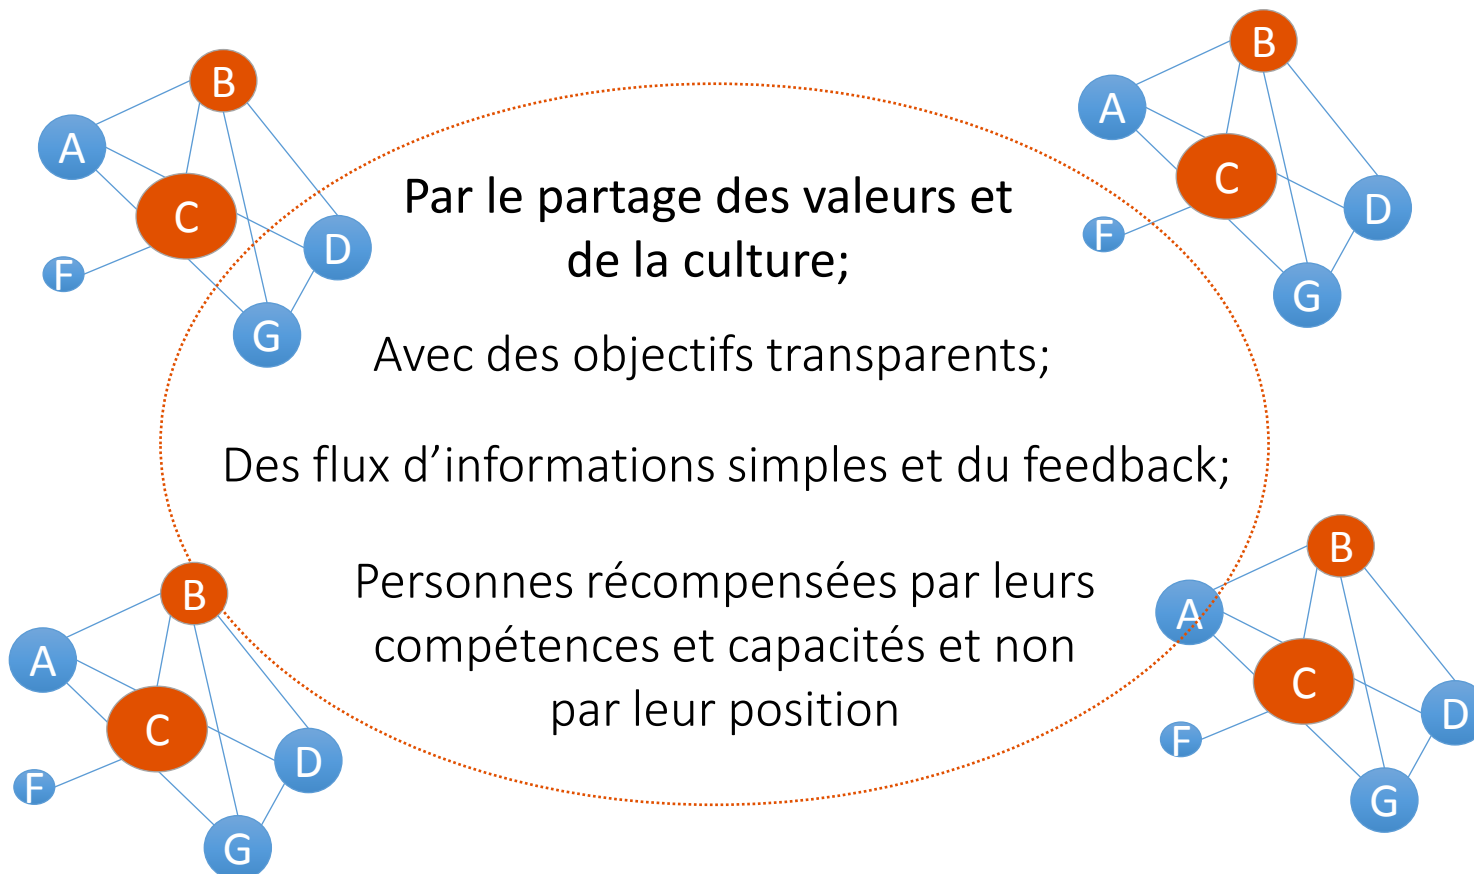 B
A
C
D
F
G
B
A
C
D
F
G
Par le partage des valeurs et
de la culture;
Avec des objectifs transparents;
Des flux d’informations simples et du feedback;
Personnes récompensées par leurs
compétences et capacités et non
par leur position
B
A
C
D
F
G
B
A
C
D
F
G